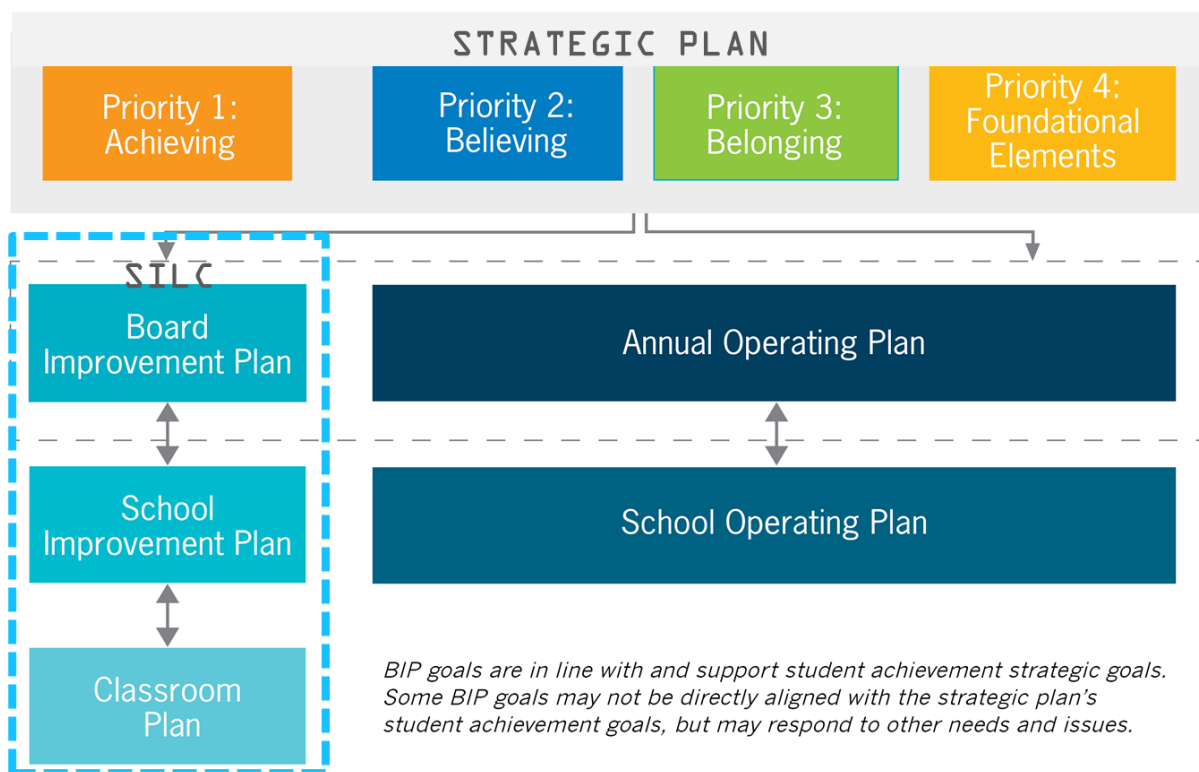 STRATEGIC PLAN
Priority 1:
Achieving
Priority 2:
Believing
Priority 3:
Belonging
Priority 4:
Foundational
Elements
SILC
Board
Improvement Plan
Annual Operating Plan
School
Improvement Plan
School Operating Plan
Classroom
Plan
BIP goals are in line with and support student achievement strategic goals.
Some BIP goals may not be directly aligned with the strategic plan's
student achievement goals, but may respond to other needs and issues.